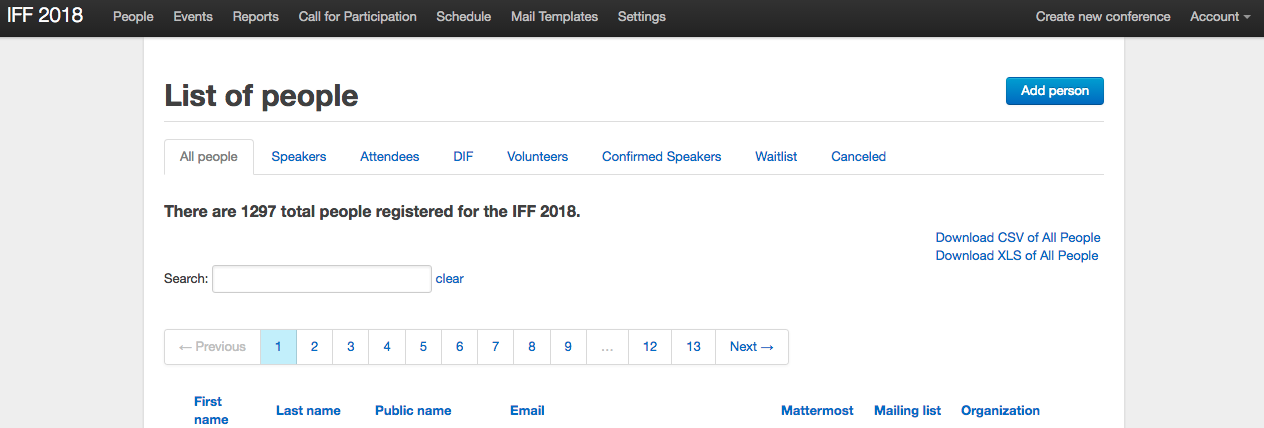 IFF 2018 People Events Reports Call for Participation Schedule Mail Templates Settings Create new conference Account
List of people
Add person
All people Speakers Attendees DIF Volunteers Confirmed Speakers Waitlist Canceled
There are 1297 total people registered for the IFF 2018.
Download CSV of All People
Download XLS of All People
Search: clear
← Previous 1 2 3 4 5 6 7 8 9 … 12 13 Next →
First name Last name Public name Email Mattermost Mailing list Organization